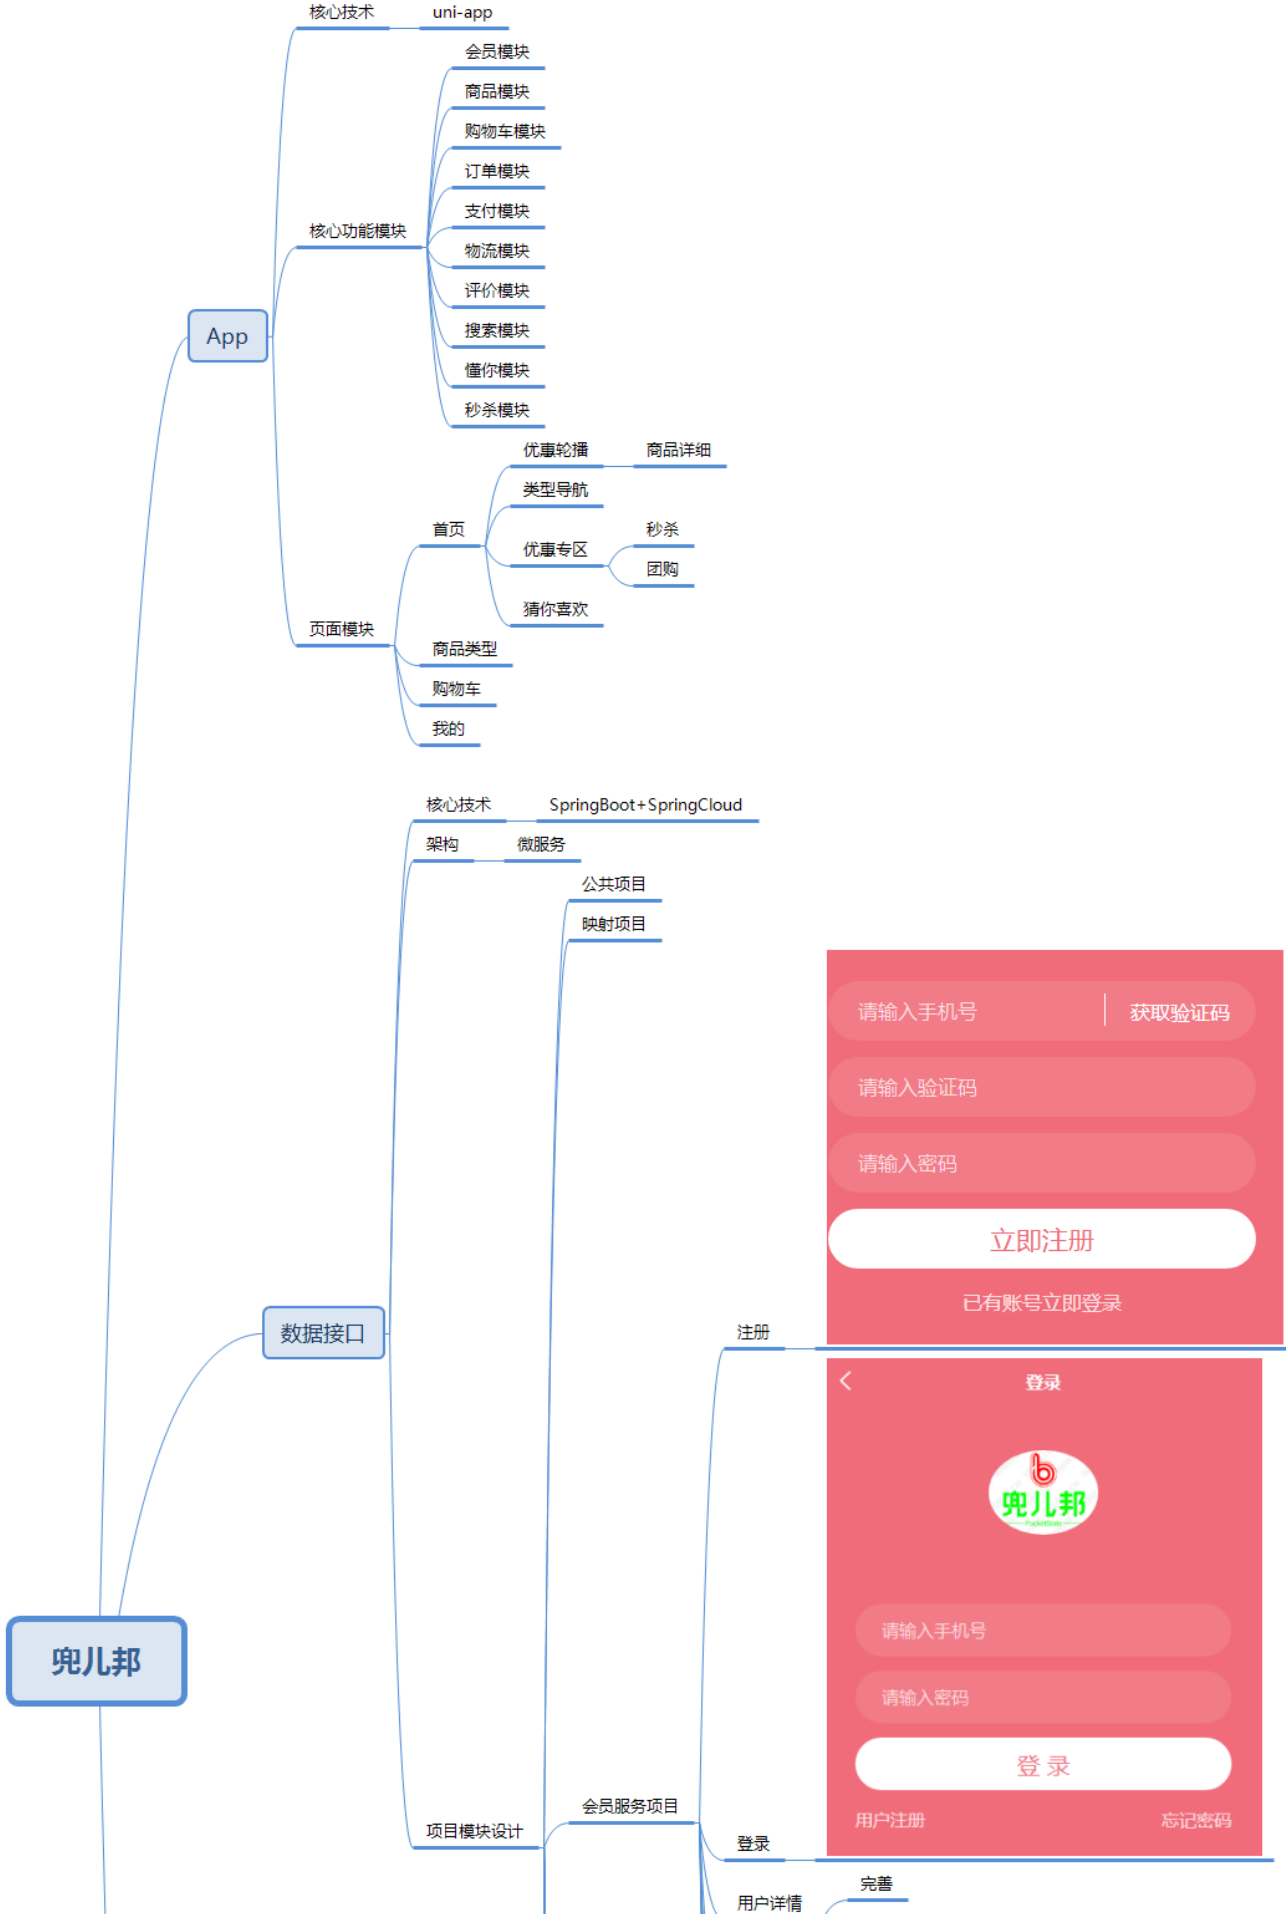 核心技术
uni-app
会员模块
商品模块
购物车模块
订单模块
支付模块
物流模块
评价模块
搜素模块
懂你模块
秒杀模块
核心功能模块
App
优惠轮播
商品详细
类型导航
首页
优惠专区
秒杀
团购
猜你喜欢
页面模块
商品类型
购物车
我的
核心技术
SpringBoot+SpringCloud
架构
微服务
公共项目
映射项目
请输入手机号
获取验证码
请输入验证码
请输入密码
立即注册
已有账号立即登录
注册
数据接口
登录
b
兜儿邦
请输入手机号
请输入密码
登 录
用户注册
忘记密码
兜儿邦
会员服务项目
项目模块设计
登录
完善
用户详情